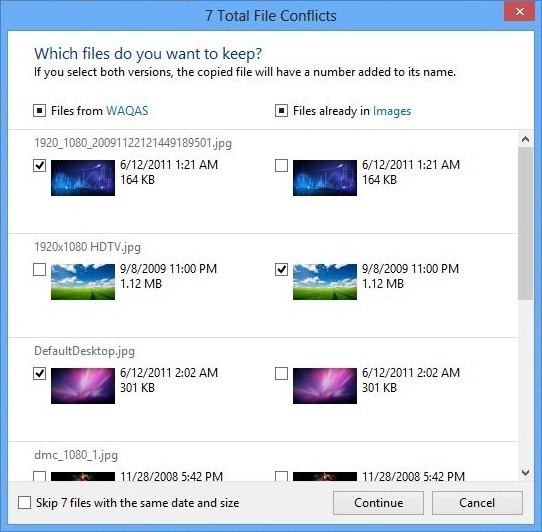 7 Total File Conflicts
Which files do you want to keep?
If you select both versions, the copied file will have a number added to its name.
Files from WAQAS Files already in Images
1920_1080_20091122121449189501.jpg
6/12/2011 1:21 AM 6/12/2011 1:21 AM
164 KB 164 KB
1920x1080 HDTV.jpg
9/8/2009 11:00 PM 9/8/2009 11:00 PM
1.12 MB 1.12 MB
DefaultDesktop.jpg
6/12/2011 2:02 AM 6/12/2011 2:02 AM
301 KB 301 KB
dmc_1080_1.jpg
11/28/2008 5:42 PM 11/28/2008 5:42 PM
Skip 7 files with the same date and size Continue Cancel